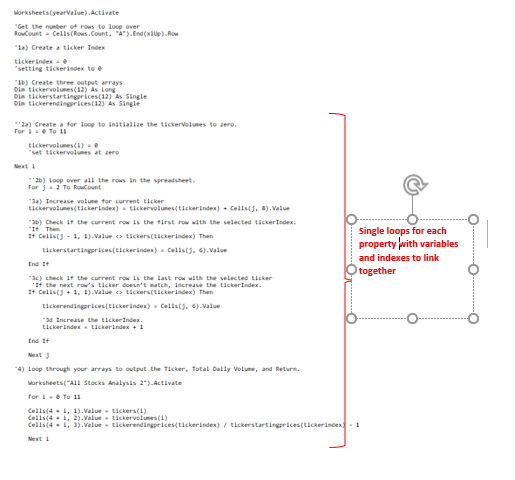 Worksheets(yearValue).Activate
'Get the number of rows to loop over
RowCount = Cells(Rows.Count, "A").End(xlUp).Row
'1a) Create a ticker Index
tickerindex = 0
'setting tickerindex to 0
'1b) Create three output arrays
Dim tickervolumes(12) As Long
Dim tickerstartingprices(12) As Single
Dim tickerendingprices(12) As Single
''2a) Create a for loop to initialize the tickerVolumes to zero.
For i = 0 To 11
tickervolumes(i) = 0
'set tickervolumes at zero
Next i
''2b) Loop over all the rows in the spreadsheet.
For j = 2 To RowCount
'3a) Increase volume for current ticker
tickervolumes(tickerindex) = tickervolumes(tickerindex) + Cells(j, 8).Value
'3b) Check if the current row is the first row with the selected tickerIndex.
'If  Then
If Cells(j - 1, 1).Value <> tickers(tickerindex) Then
tickerstartingprices(tickerindex) = Cells(j, 6).Value
End If
'3c) check if the current row is the last row with the selected ticker
'If the next row's ticker doesn't match, increase the tickerIndex.
If Cells(j + 1, 1).Value <> tickers(tickerindex) Then
tickerendingprices(tickerindex) = Cells(j, 6).Value
'3d Increase the tickerIndex.
tickerindex = tickerindex + 1
End If
Next j
'4) Loop through your arrays to output the Ticker, Total Daily Volume, and Return.
Worksheets("All Stocks Analysis 2").Activate
For i = 0 To 11
Cells(4 + i, 1).Value = tickers(i)
Cells(4 + i, 2).Value = tickervolumes(i)
Cells(4 + i, 3).Value = tickerendingprices(tickerindex) / tickerstartingprices(tickerindex) - 1
Next i
Single loops for each
property with variables
and indexes to link
together